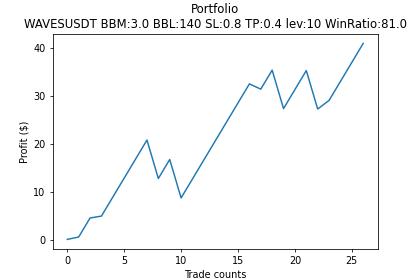 Portfolio
WAVESUSDT BBM:3.0 BBL:140 SL:0.8 TP:0.4 lev:10 WinRatio:81.0
Profit ($)
40
30
20
10
0
0 5 10 15 20 25
Trade counts